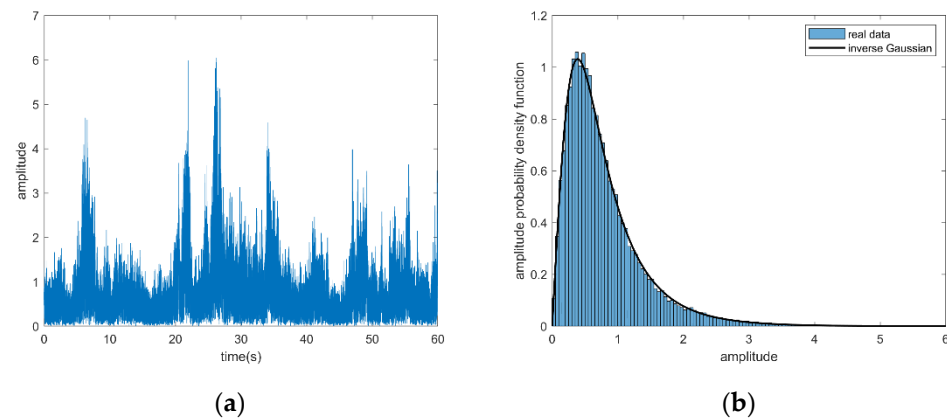 7
6
5
4
3
2
1
0
amplitude
0 10 20 30 40 50 60
time(s)
(a)
1.2
1
0.8
0.6
0.4
0.2
0
amplitude probability density function
real data
inverse Gaussian
0 1 2 3 4 5 6
amplitude
(b)